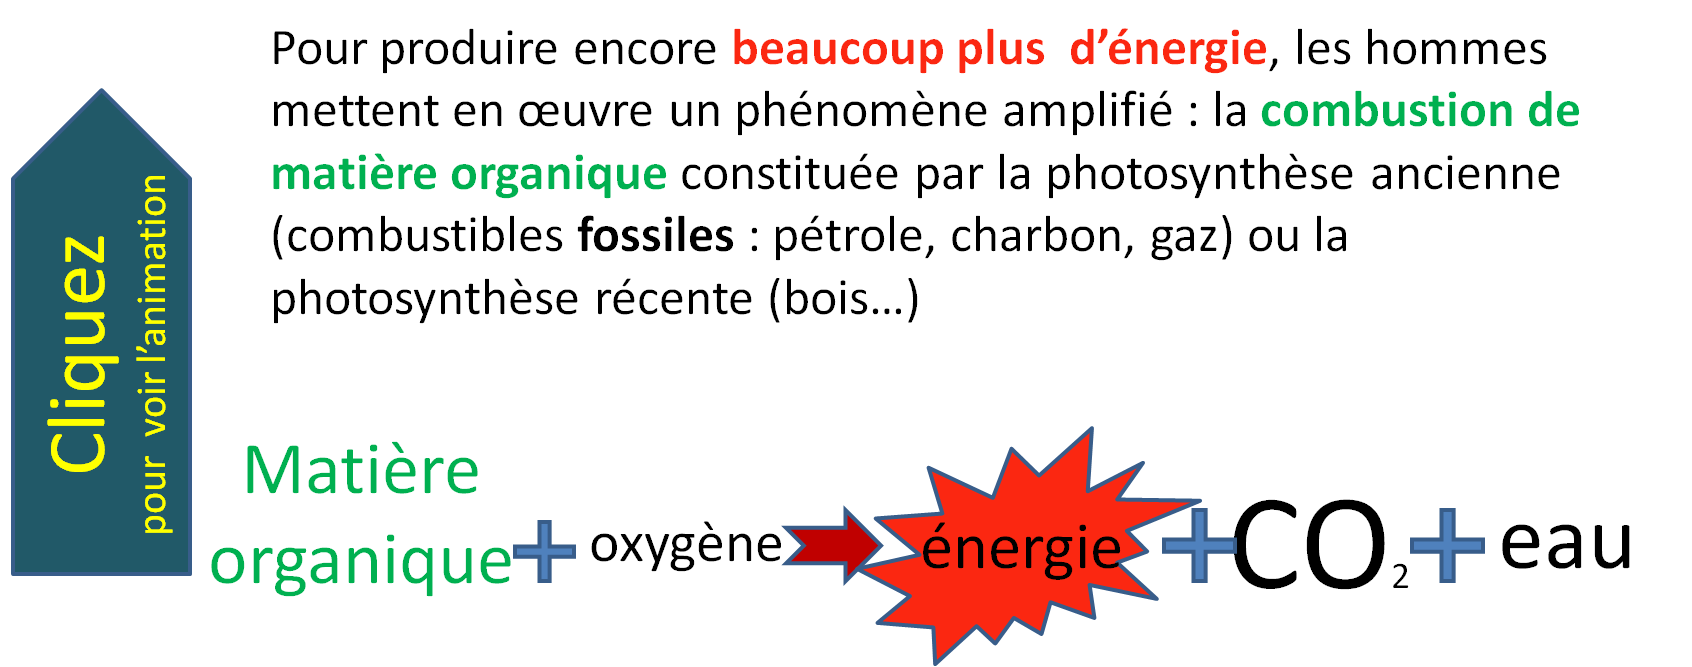 Pour produire encore beaucoup plus d’énergie, les hommes
mettent en œuvre un phénomène amplifié : la combustion de
matière organique constituée par la photosynthèse ancienne
(combustibles fossiles : pétrole, charbon, gaz) ou la
photosynthèse récente (bois…)
Cliquez
pour voir l’animation
Matière
organique + oxygène énergie + CO₂ + eau